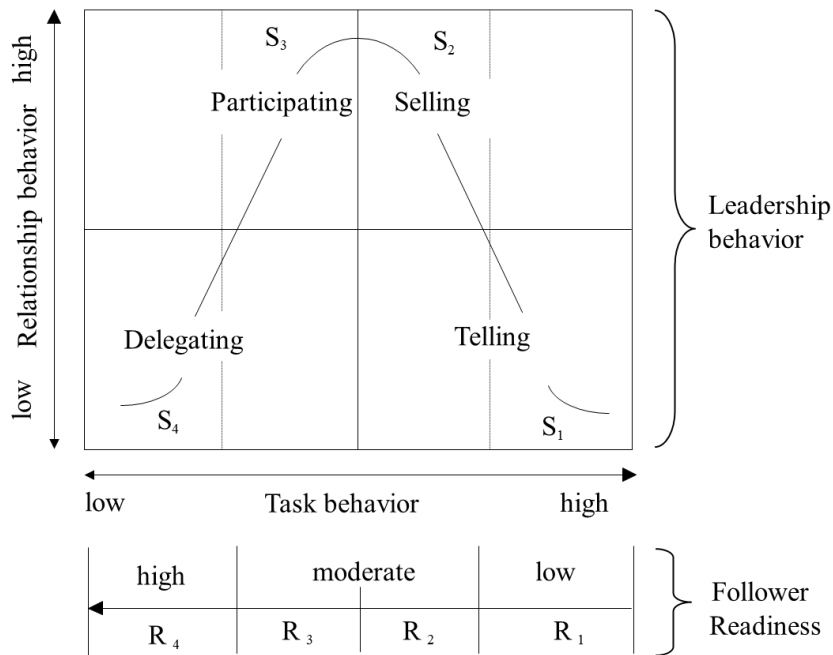 S₃
S₂
Participating
Selling
high
Relationship behavior
low
Leadership
behavior
Delegating
Telling
S₄
S₁
low
Task behavior
high
high
moderate
low
R₄
R₃
R₂
R₁
Follower
Readiness